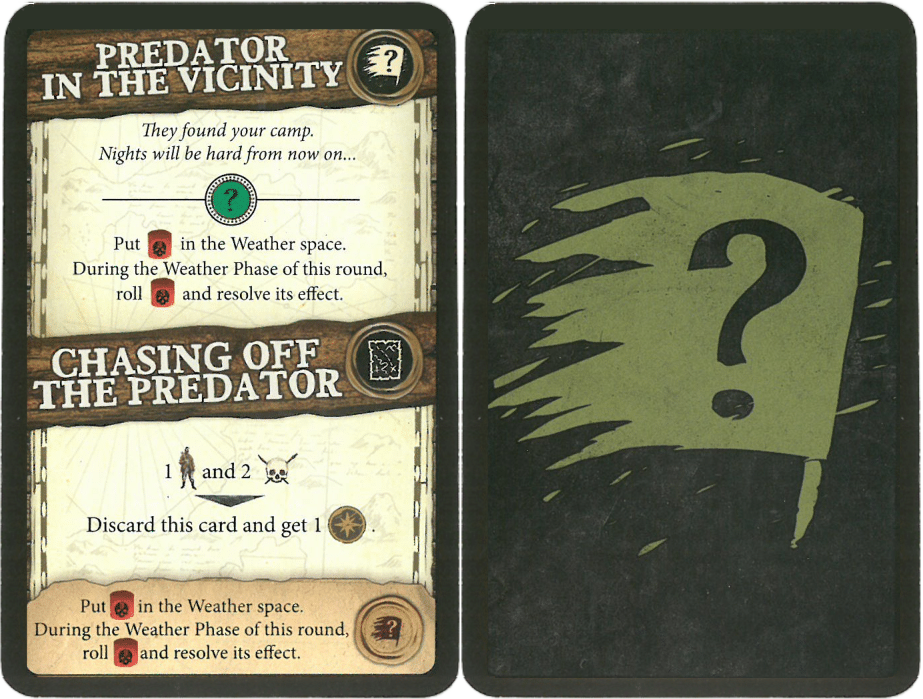 PREDATOR
IN THE VICINITY
?
They found your camp.
Nights will be hard from now on...
?
Put in the Weather space.
During the Weather Phase of this round,
roll and resolve its effect.
CHASING OFF
THE PREDATOR
1 and 2
Discard this card and get 1 .
Put in the Weather space.
During the Weather Phase of this round,
roll and resolve its effect.
?
?